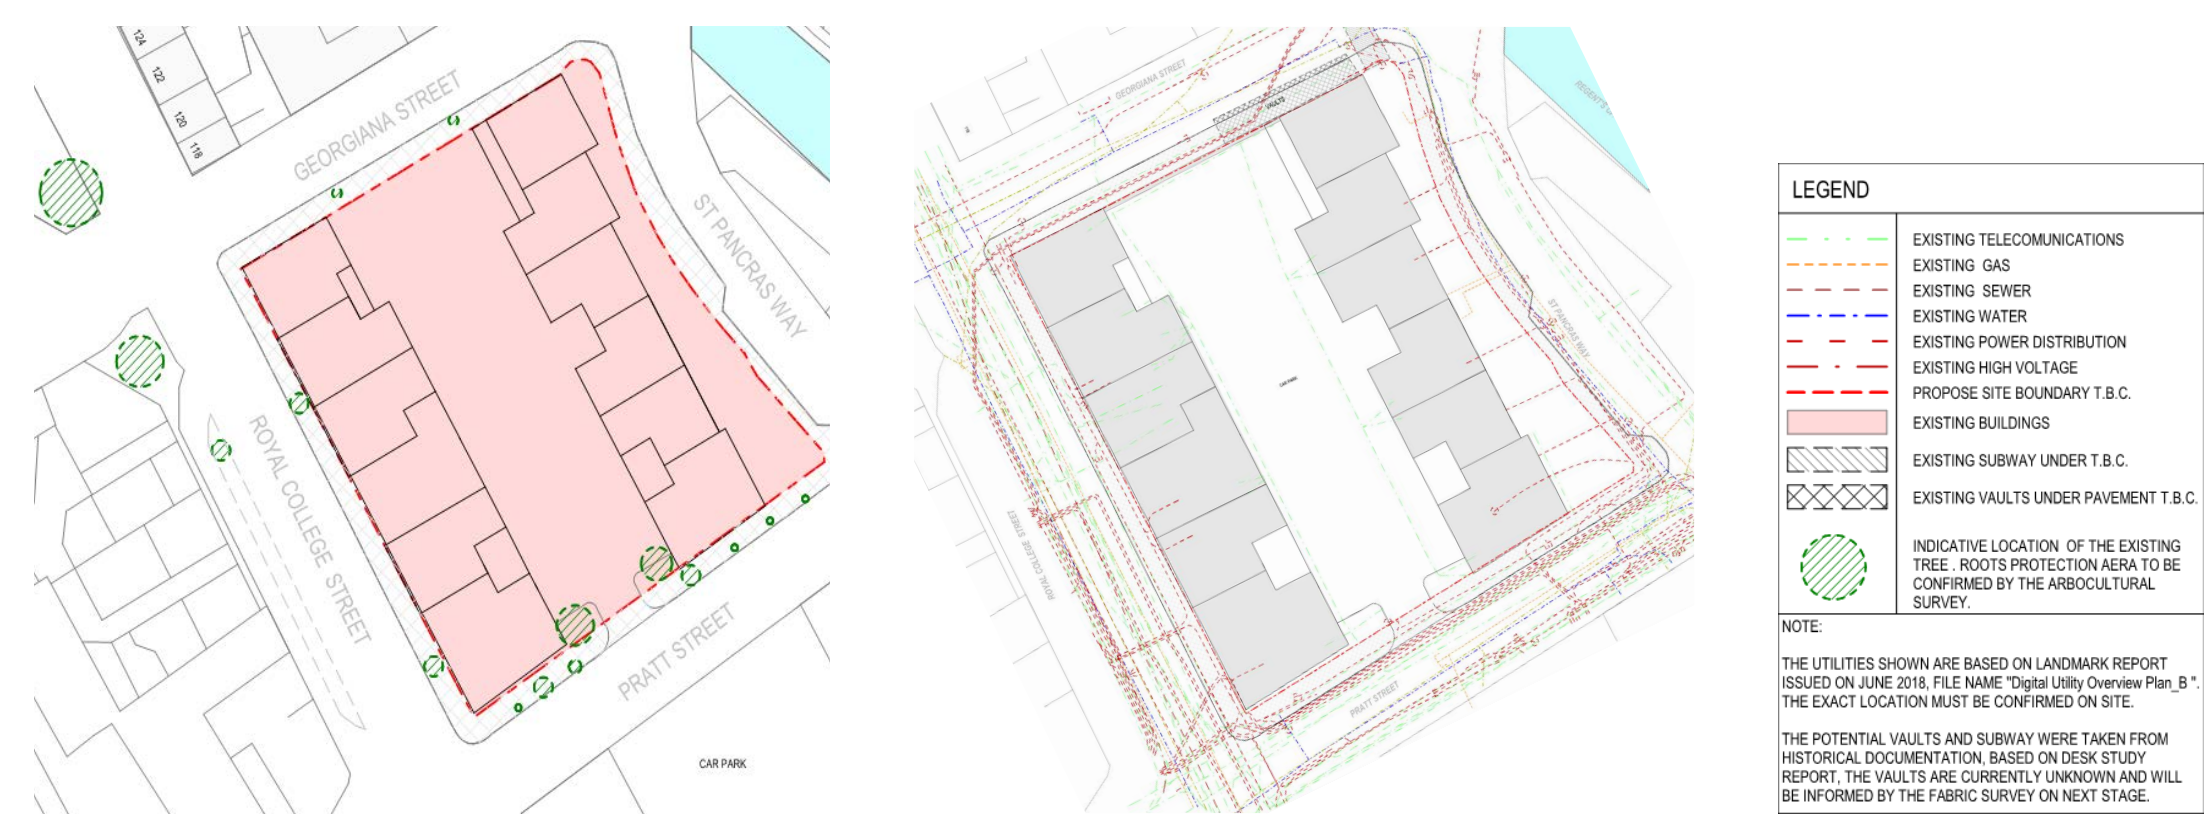 124
122
120
118
GEORGIANA STREET
ST PANCRAS WAY
ROYAL COLLEGE STREET
PRATT STREET
CAR PARK
GEORGIANA STREET
VAULTS
REGENT'S
CAR PARK
ST PANCRAS WAY
ROYAL COLLEGE STREET
PRATT STREET
LEGEND
EXISTING TELECOMUNICATIONS
EXISTING GAS
EXISTING SEWER
EXISTING WATER
EXISTING POWER DISTRIBUTION
EXISTING HIGH VOLTAGE
PROPOSE SITE BOUNDARY T.B.C.
EXISTING BUILDINGS
EXISTING SUBWAY UNDER T.B.C.
EXISTING VAULTS UNDER PAVEMENT T.B.C.
INDICATIVE LOCATION OF THE EXISTING
TREE . ROOTS PROTECTION AERA TO BE
CONFIRMED BY THE ARBOCULTURAL
SURVEY.
NOTE:
THE UTILITIES SHOWN ARE BASED ON LANDMARK REPORT
ISSUED ON JUNE 2018, FILE NAME "Digital Utility Overview Plan_B ".
THE EXACT LOCATION MUST BE CONFIRMED ON SITE.
THE POTENTIAL VAULTS AND SUBWAY WERE TAKEN FROM
HISTORICAL DOCUMENTATION, BASED ON DESK STUDY
REPORT, THE VAULTS ARE CURRENTLY UNKNOWN AND WILL
BE INFORMED BY THE FABRIC SURVEY ON NEXT STAGE.